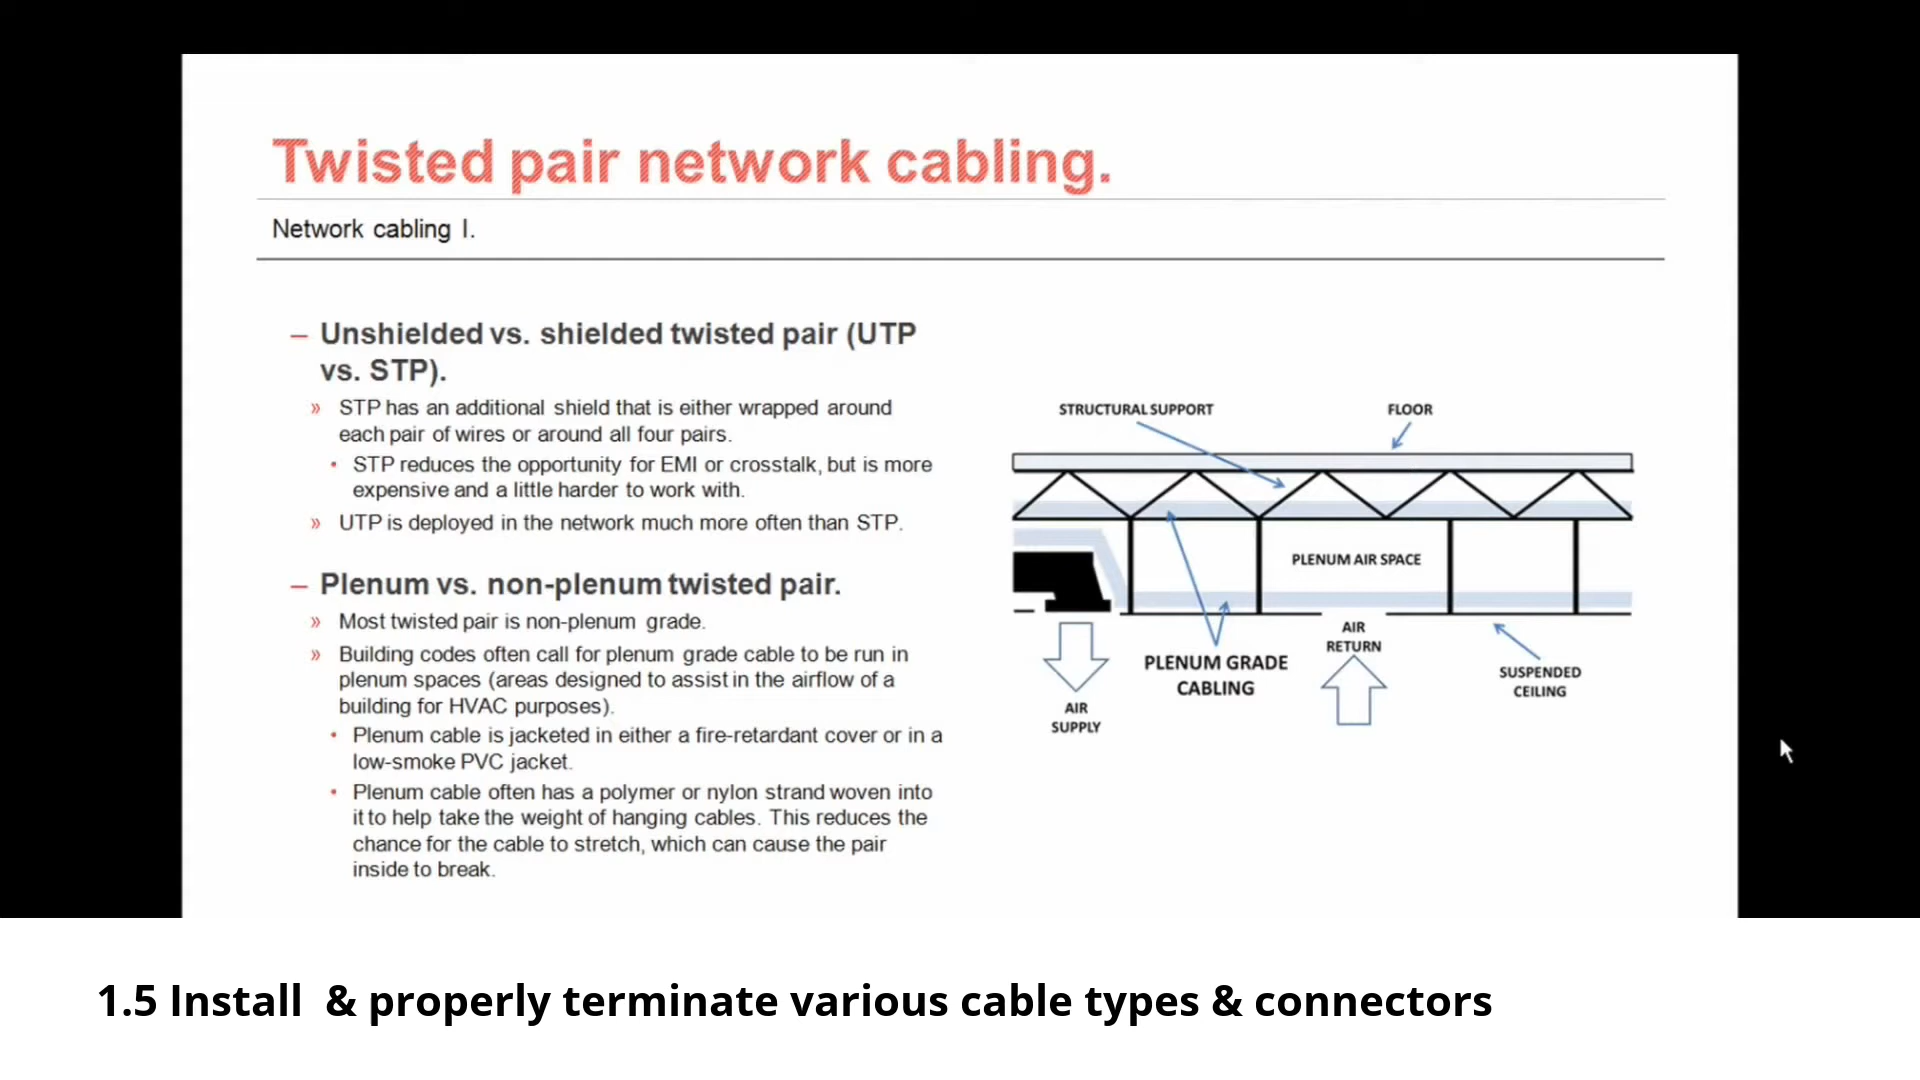 Twisted pair network cabling.
Network cabling I.
– Unshielded vs. shielded twisted pair (UTP
vs. STP).
» STP has an additional shield that is either wrapped around
each pair of wires or around all four pairs.
• STP reduces the opportunity for EMI or crosstalk, but is more
expensive and a little harder to work with.
» UTP is deployed in the network much more often than STP.
– Plenum vs. non-plenum twisted pair.
» Most twisted pair is non-plenum grade.
» Building codes often call for plenum grade cable to be run in
plenum spaces (areas designed to assist in the airflow of a
building for HVAC purposes).
• Plenum cable is jacketed in either a fire-retardant cover or in a
low-smoke PVC jacket.
• Plenum cable often has a polymer or nylon strand woven into
it to help take the weight of hanging cables. This reduces the
chance for the cable to stretch, which can cause the pair
inside to break.
STRUCTURAL SUPPORT
FLOOR
PLENUM AIR SPACE
AIR
RETURN
PLENUM GRADE
CABLING
SUSPENDED
CEILING
AIR
SUPPLY
1.5 Install  & properly terminate various cable types & connectors